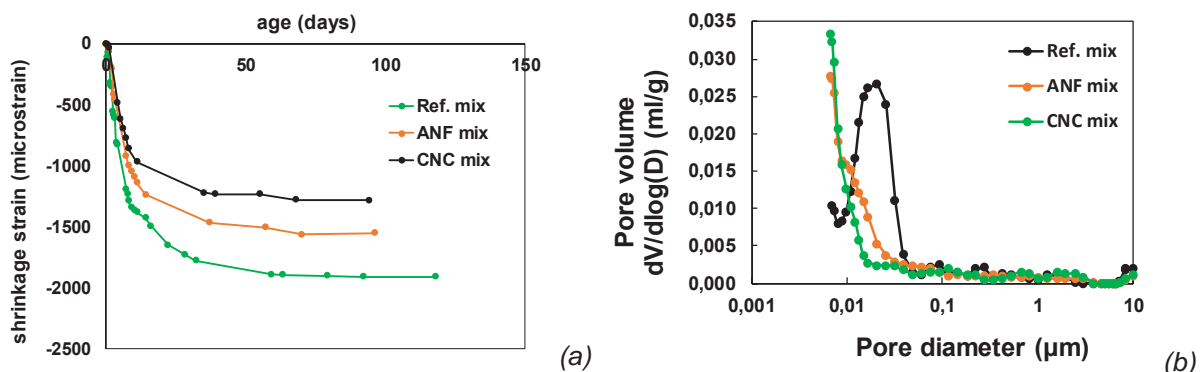 age (days)
0
50
100
150
0
-500
-1000
-1500
-2000
-2500
shrinkage strain (microstrain)
Ref. mix
ANF mix
CNC mix
(a)
0,035
0,030
0,025
0,020
0,015
0,010
0,005
0,000
Pore volume
dV/dlog(D) (ml/g)
Ref. mix
ANF mix
CNC mix
0,001
0,01
0,1
1
10
Pore diameter (µm)
(b)